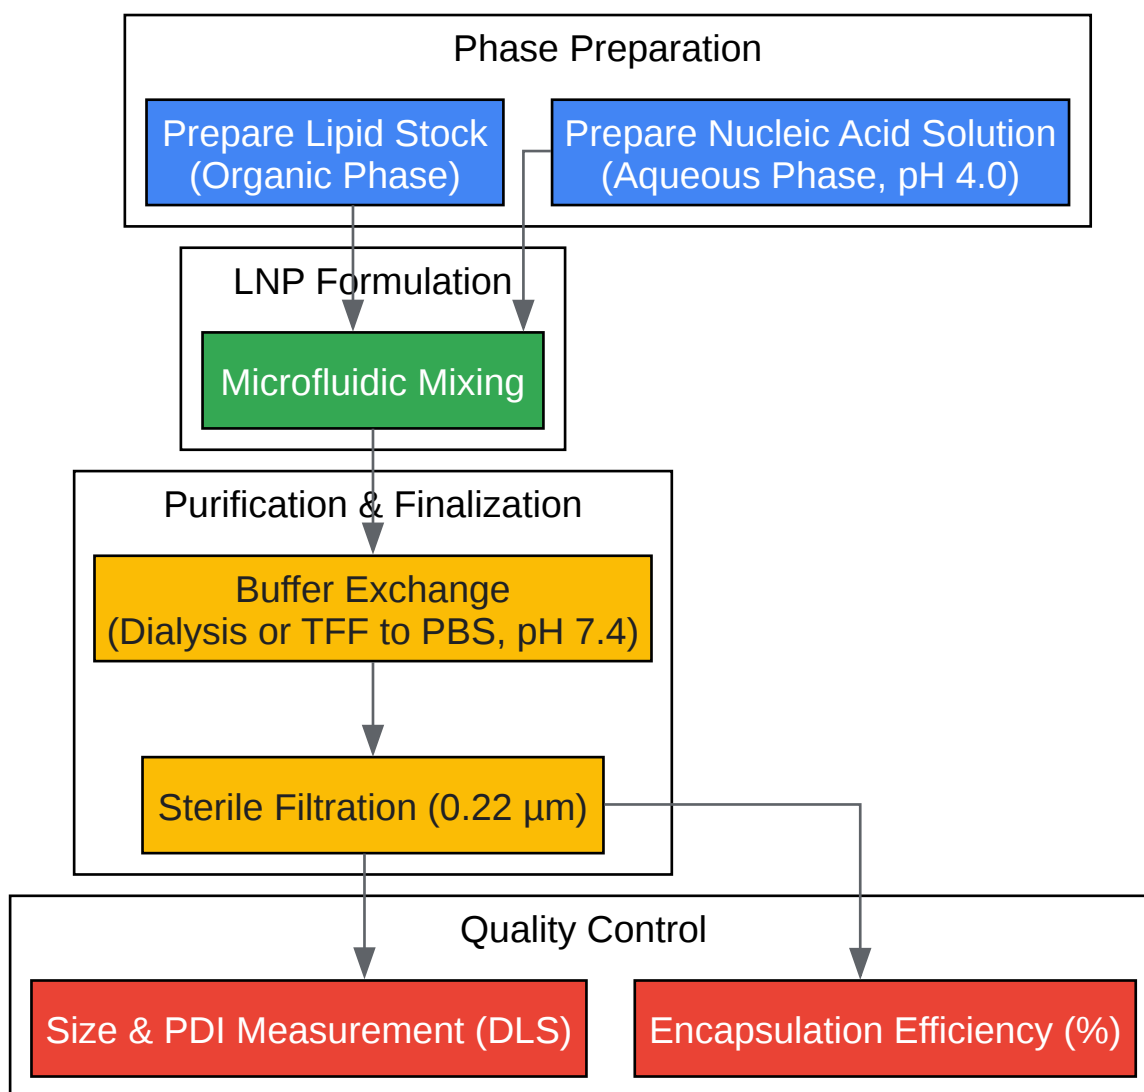 Phase Preparation
Prepare Lipid Stock
(Organic Phase)
Prepare Nucleic Acid Solution
(Aqueous Phase, pH 4.0)
LNP Formulation
Microfluidic Mixing
Purification & Finalization
Buffer Exchange
(Dialysis or TFF to PBS, pH 7.4)
Sterile Filtration (0.22 µm)
Quality Control
Size & PDI Measurement (DLS)
Encapsulation Efficiency (%)